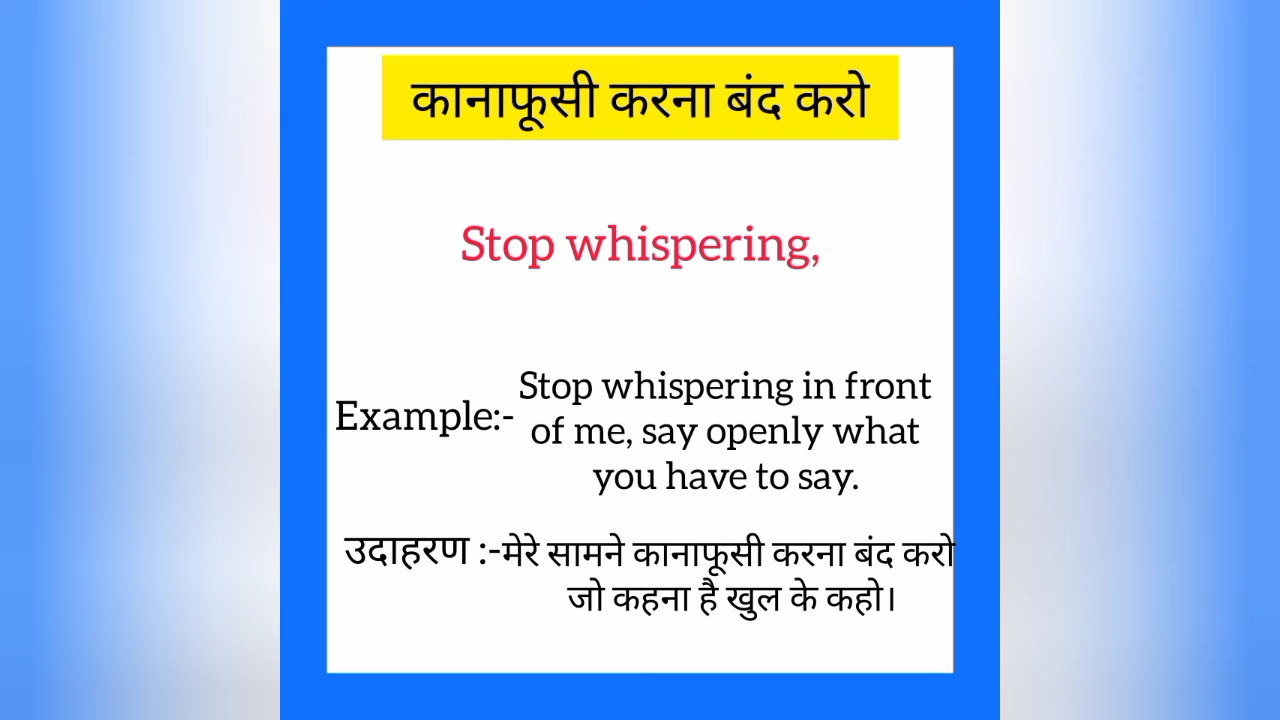 कानाफूसी करना बंद करो
Stop whispering,
Example:- Stop whispering in front
of me, say openly what
you have to say.
उदाहरण :-मेरे सामने कानाफूसी करना बंद करो
जो कहना है खुल के कहो।